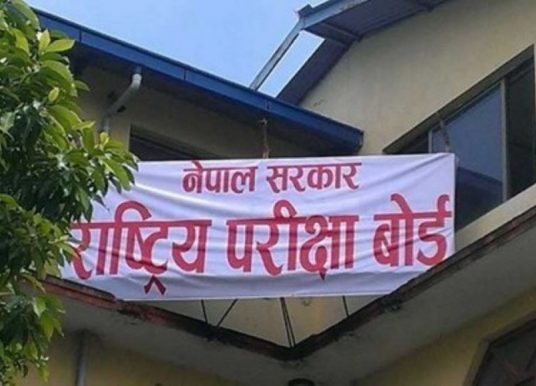 नेपाल सरकार
राष्ट्रिय परीक्षा बोर्ड